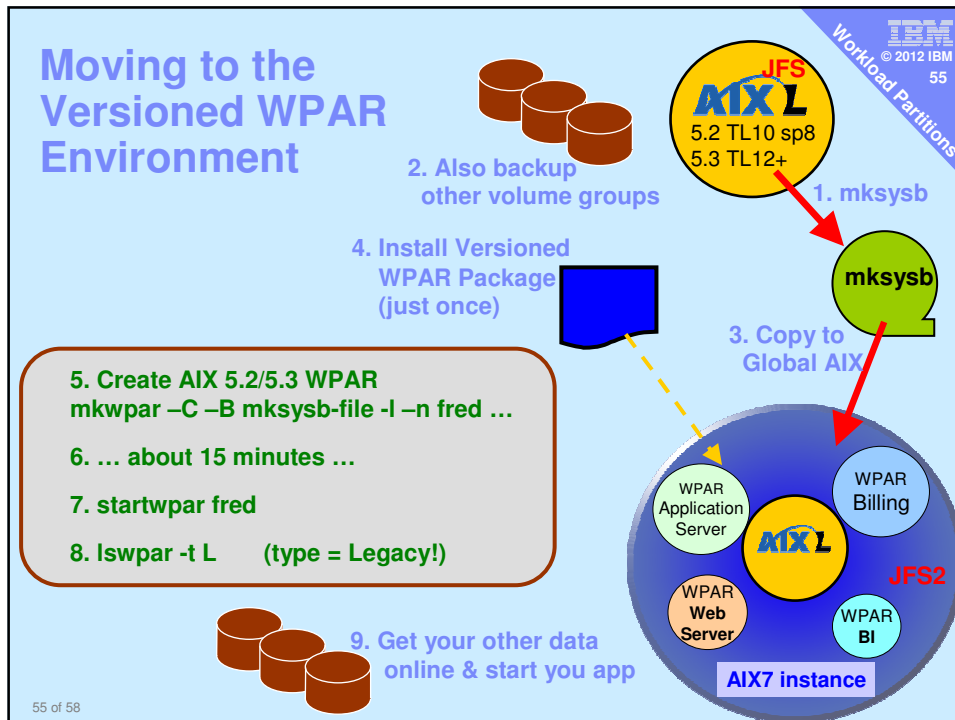 Moving to the
Versioned WPAR
Environment
IBM
© 2012 IBM
55
Workload Partitions
JFS
AIX L
5.2 TL10 sp8
5.3 TL12+
1. mksysb
2. Also backup
other volume groups
4. Install Versioned
WPAR Package
(just once)
mksysb
3. Copy to
Global AIX
5. Create AIX 5.2/5.3 WPAR
mkwpar –C –B mksysb-file -l –n fred …
6. … about 15 minutes …
7. startwpar fred
8. lswpar -t L (type = Legacy!)
WPAR
Application
Server
WPAR
Billing
AIX L
JFS2
WPAR
Web
Server
WPAR
BI
AIX7 instance
9. Get your other data
online & start you app
55 of 58